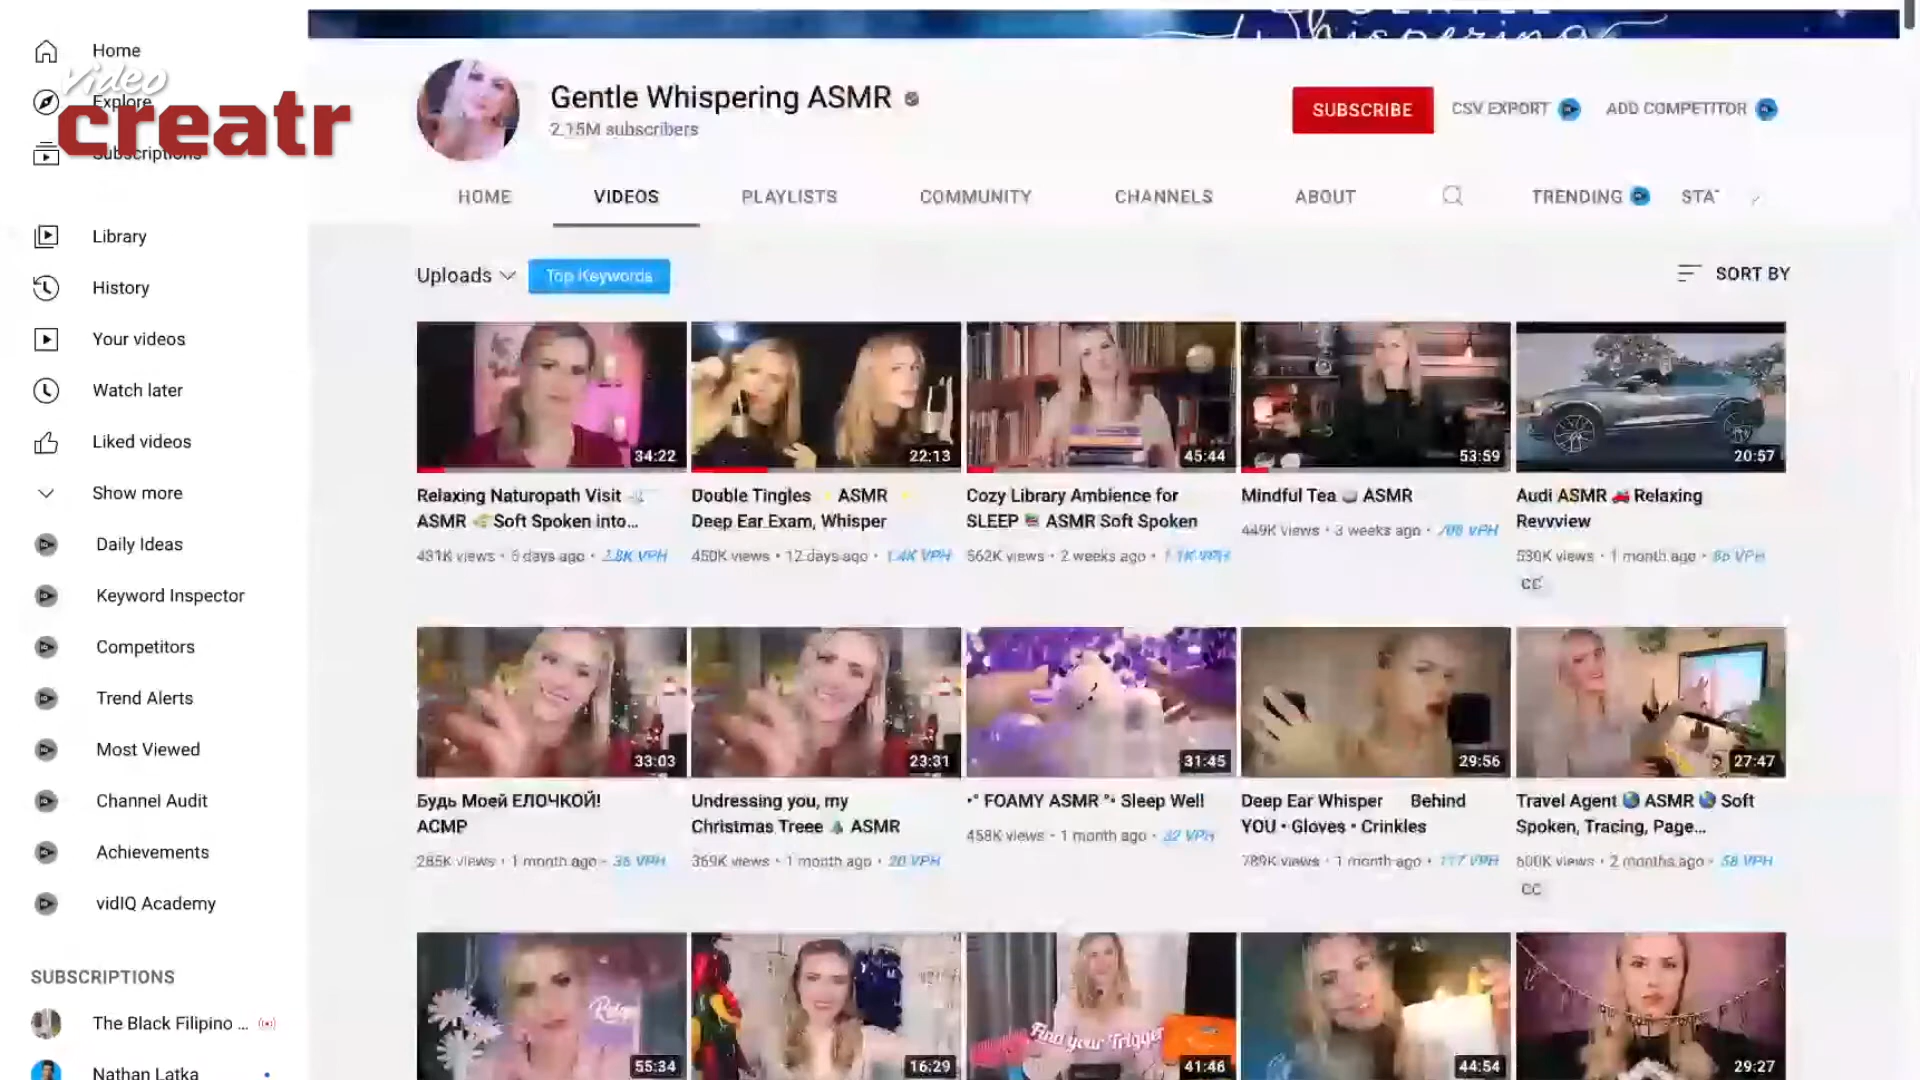 Whispering
Home
Video
creatr
Explore
Subscriptions
Gentle Whispering ASMR
2.15M subscribers
SUBSCRIBE
CSV EXPORT
ADD COMPETITOR
HOME
VIDEOS
PLAYLISTS
COMMUNITY
CHANNELS
ABOUT
TRENDING
Library
History
Your videos
Watch later
Liked videos
Show more
Daily Ideas
Keyword Inspector
Competitors
Trend Alerts
Most Viewed
Channel Audit
Achievements
vidIQ Academy
SUBSCRIPTIONS
The Black Filipino ...
Nathan Latka
Uploads
Top Keywords
SORT BY
34:22
22:13
45:44
53:59
20:57
Relaxing Naturopath Visit
ASMR Soft Spoken into...
431K views • 6 days ago • 2.8K VPH
Double Tingles ASMR
Deep Ear Exam, Whisper
450K views • 12 days ago • 1.4K VPH
Cozy Library Ambience for
SLEEP ASMR Soft Spoken
562K views • 2 weeks ago • 1.1K VPH
Mindful Tea ASMR
449K views • 3 weeks ago • VPH
Audi ASMR Relaxing
Revvview
530K views • 1 month ago • VPH
CC
33:03
23:31
31:45
29:56
27:47
Будь Моей ЕЛОЧКОЙ!
АСМР
285K views • 1 month ago • 36 VPH
Undressing you, my
Christmas Treee ASMR
369K views • 1 month ago • 20 VPH
•° FOAMY ASMR °• Sleep Well
458K views • 1 month ago • 32 VPH
Deep Ear Whisper Behind
YOU • Gloves • Crinkles
789K views • 1 month ago • 117 VPH
Travel Agent ASMR Soft
Spoken, Tracing, Page...
600K views • 2 months ago • 58 VPH
CC
Relax
Find your Trigger
55:34
16:29
41:46
44:54
29:27